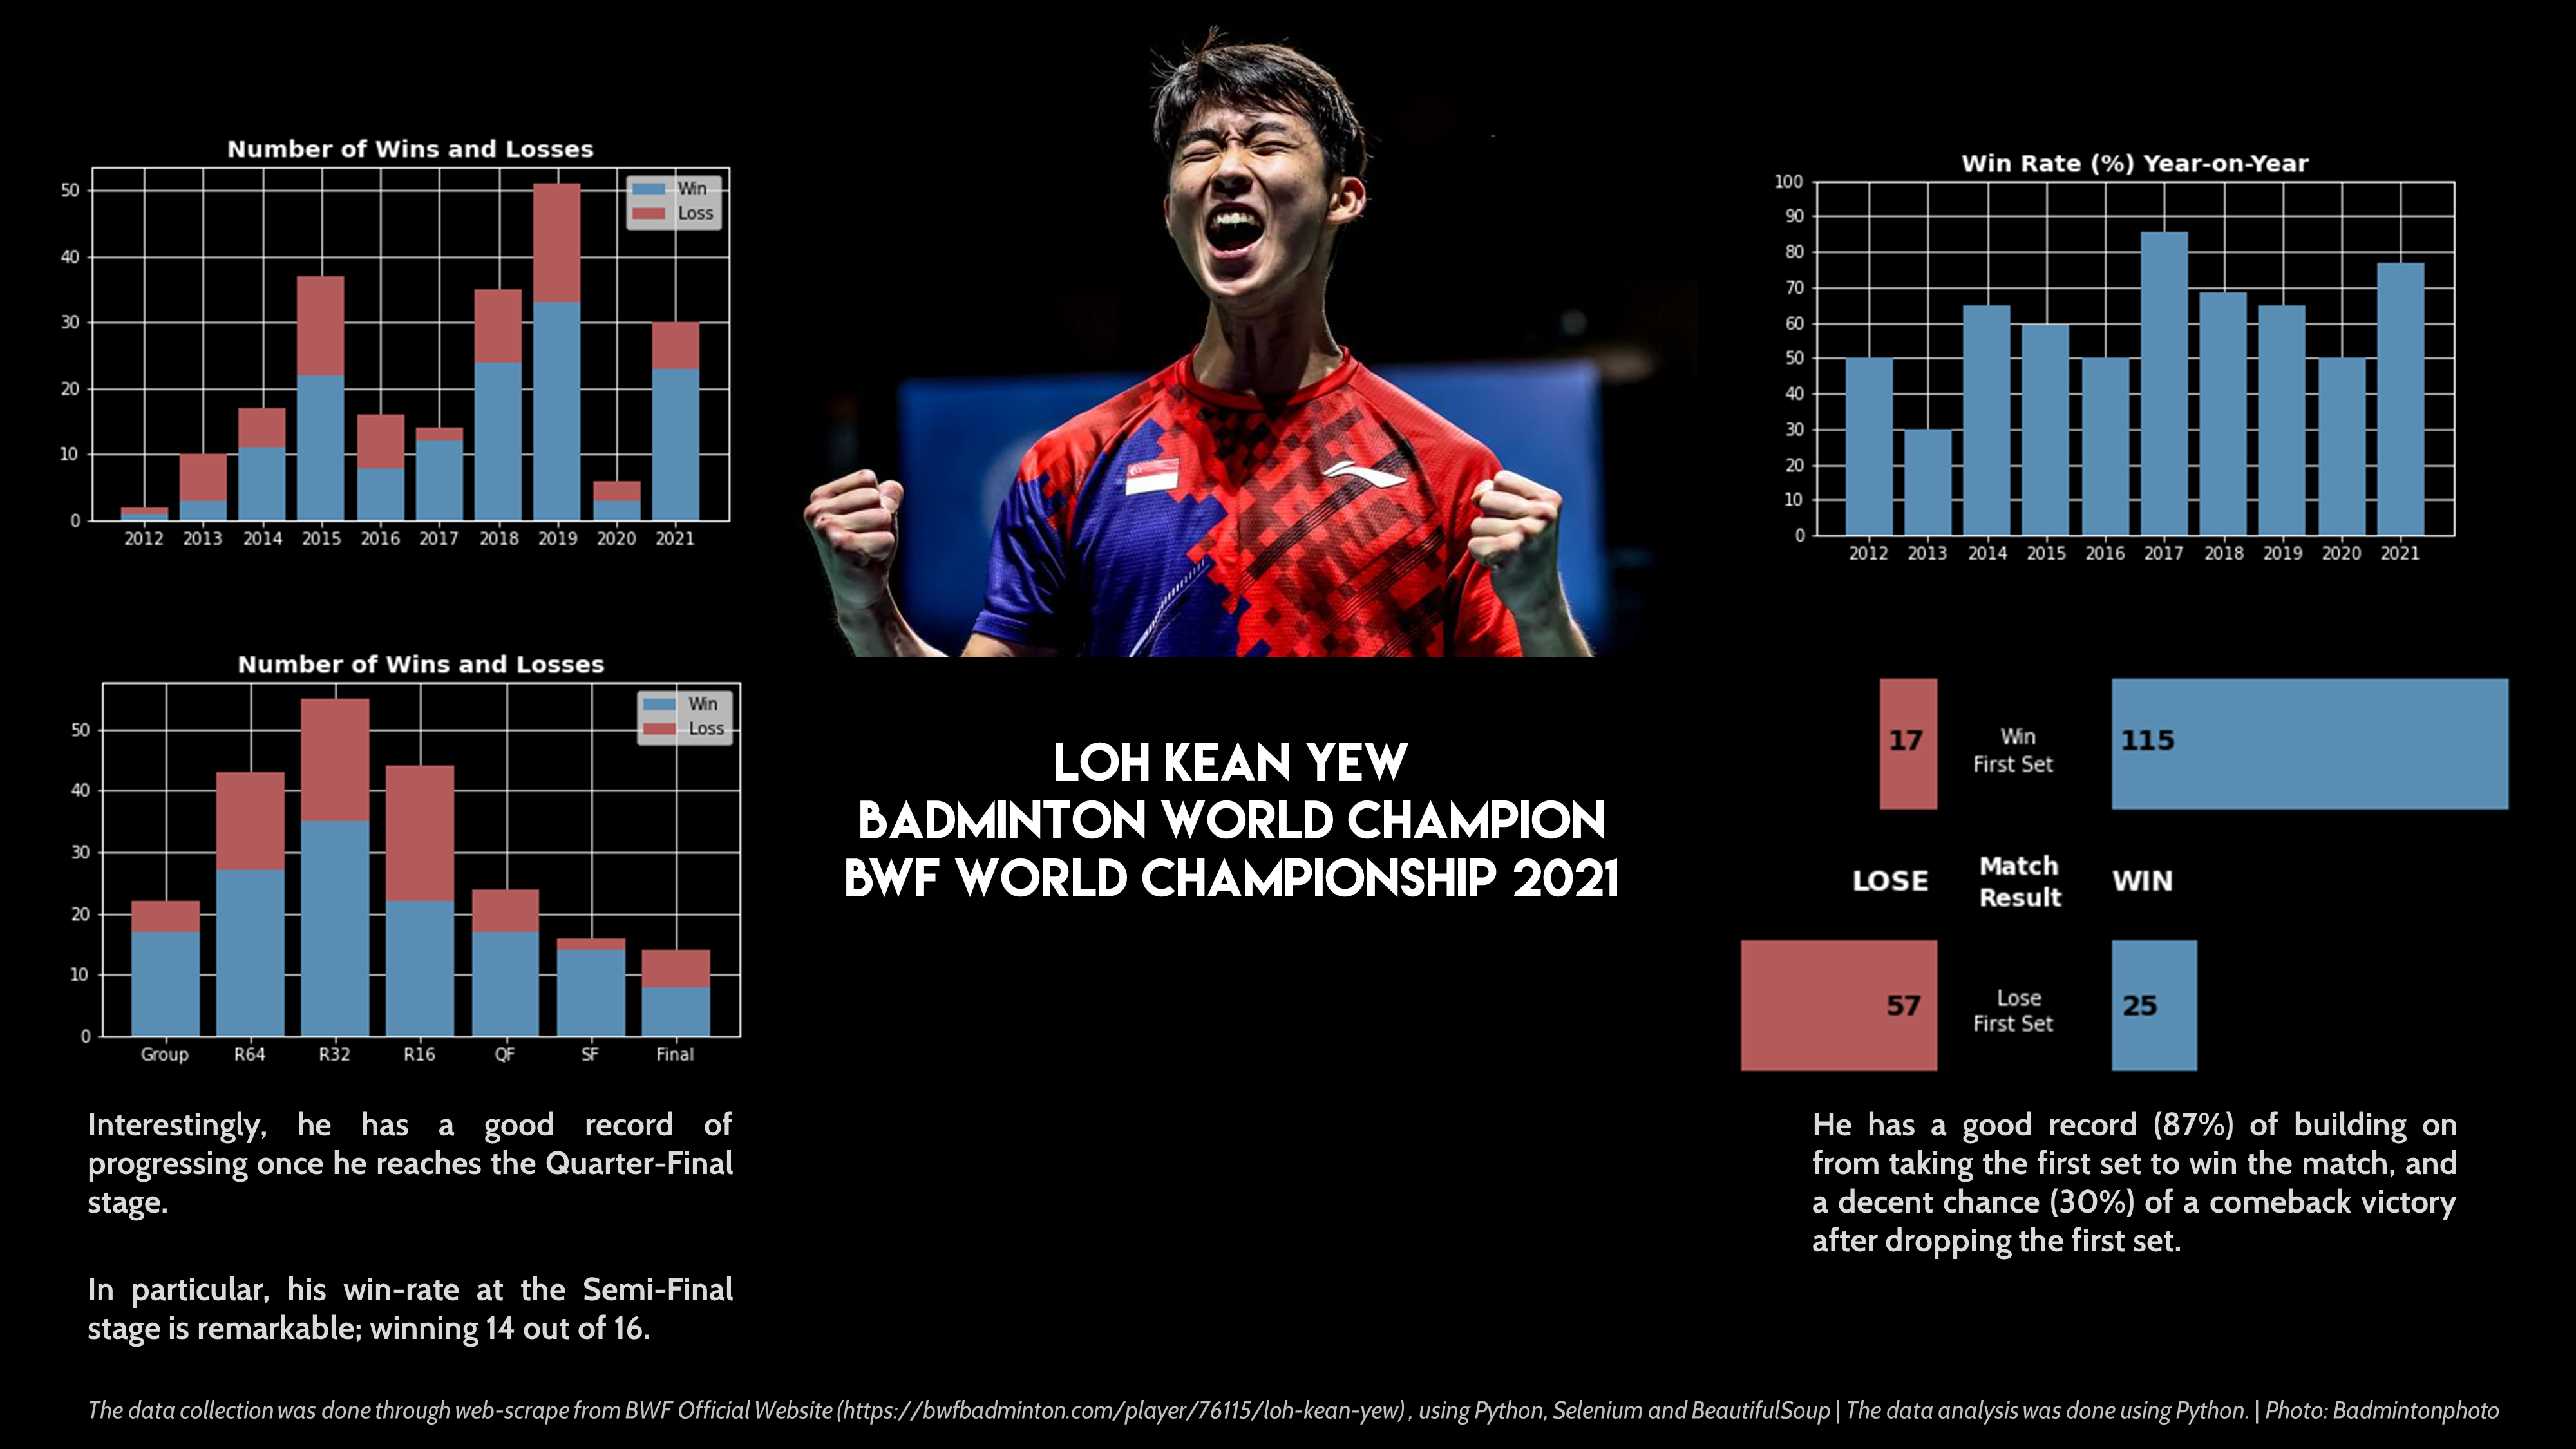 Number of Wins and Losses
Win
Loss
50
40
30
20
10
0
2012 2013 2014 2015 2016 2017 2018 2019 2020 2021
Number of Wins and Losses
Win
Loss
50
40
30
20
10
0
Group R64 R32 R16 QF SF Final
Interestingly, he has a good record of
progressing once he reaches the Quarter-Final
stage.
In particular, his win-rate at the Semi-Final
stage is remarkable; winning 14 out of 16.
LOH KEAN YEW
BADMINTON WORLD CHAMPION
BWF WORLD CHAMPIONSHIP 2021
Win Rate (%) Year-on-Year
100
90
80
70
60
50
40
30
20
10
0
2012 2013 2014 2015 2016 2017 2018 2019 2020 2021
17 Win 115
First Set
LOSE Match WIN
Result
57 Lose 25
First Set
He has a good record (87%) of building on
from taking the first set to win the match, and
a decent chance (30%) of a comeback victory
after dropping the first set.
The data collection was done through web-scrape from BWF Official Website (https://bwfbadminton.com/player/76115/loh-kean-yew) , using Python, Selenium and BeautifulSoup | The data analysis was done using Python. | Photo: Badmintonphoto